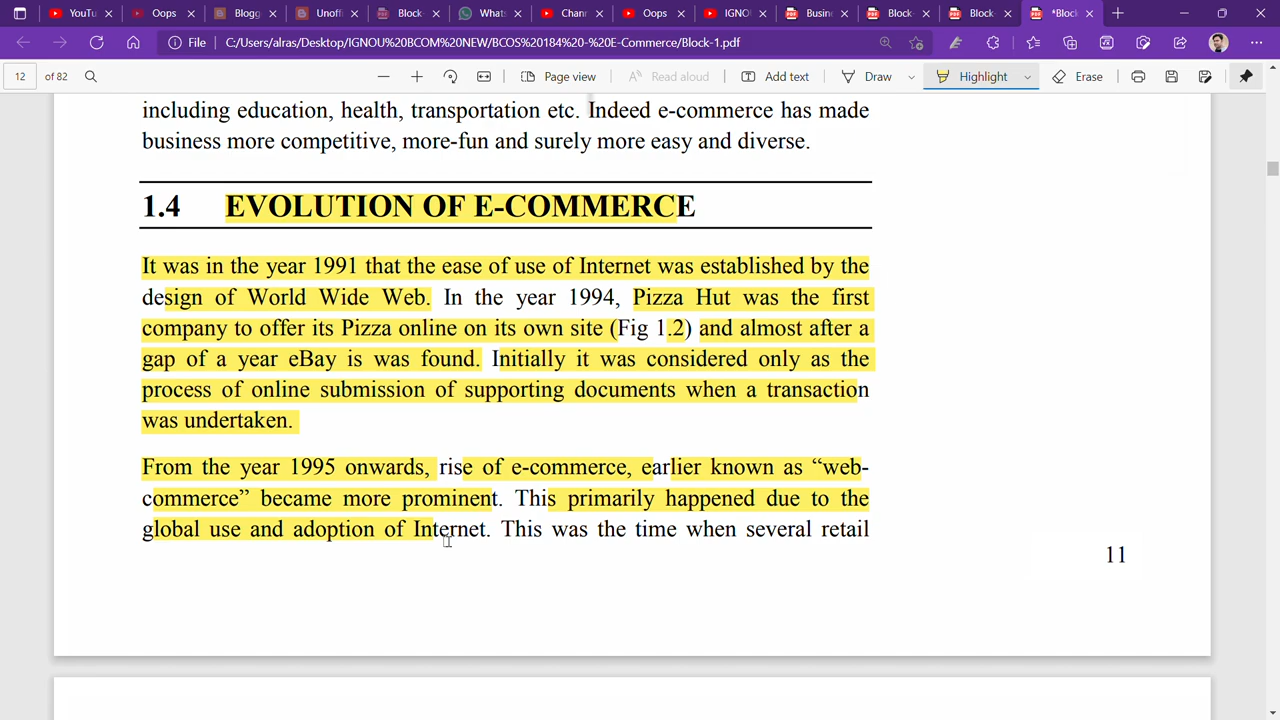 YouTu
Oops
Blogg
Unoffi
Block-
Whats
Chann
Oops
IGNOU
Busin
Block-
Block-
*Block
File
C:/Users/alras/Desktop/IGNOU%20BCOM%20NEW/BCOS%20184%20-%20E-Commerce/Block-1.pdf
12 of 82
Page view
Read aloud
Add text
Draw
Highlight
Erase
including education, health, transportation etc. Indeed e-commerce has made
business more competitive, more-fun and surely more easy and diverse.
1.4 EVOLUTION OF E-COMMERCE
It was in the year 1991 that the ease of use of Internet was established by the
design of World Wide Web. In the year 1994, Pizza Hut was the first
company to offer its Pizza online on its own site (Fig 1.2) and almost after a
gap of a year eBay is was found. Initially it was considered only as the
process of online submission of supporting documents when a transaction
was undertaken.
From the year 1995 onwards, rise of e-commerce, earlier known as “web-
commerce” became more prominent. This primarily happened due to the
global use and adoption of Internet. This was the time when several retail
11